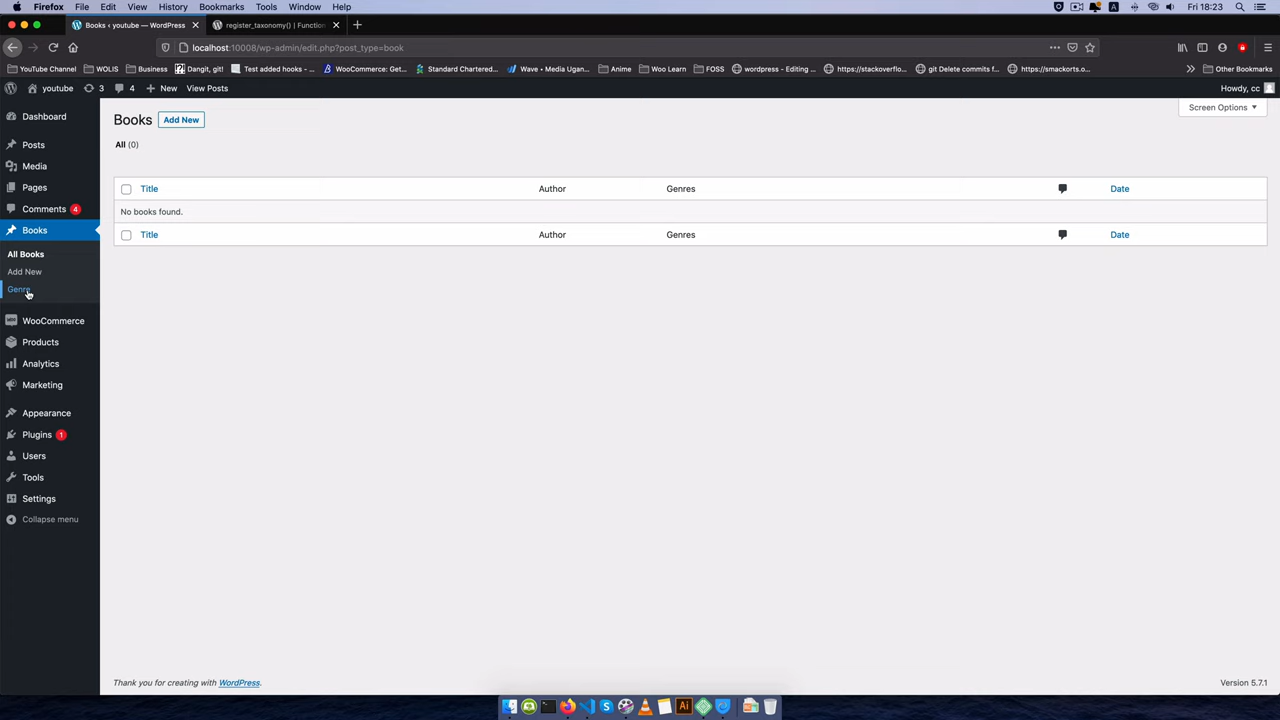 Firefox File Edit View History Bookmarks Tools Window Help Fri 18:23
Books ‹ youtube — WordPress register_taxonomy() | Function
localhost:10008/wp-admin/edit.php?post_type=book
YouTube Channel WOLIS Business Dangit, git! Test added hooks - ... WooCommerce: Get... Standard Chartered... Wave • Media Ugan... Anime Woo Learn FOSS wordpress - Editing ... https://stackoverflo... git Delete commits f... https://smackorts.o... Other Bookmarks
youtube 3 4 New View Posts Howdy, cc
Screen Options
Books Add New
All (0)
Title Author Genres Date
No books found.
Title Author Genres Date
Dashboard
Posts
Media
Pages
Comments 4
Books
All Books
Add New
Genre
WooCommerce
Products
Analytics
Marketing
Appearance
Plugins 1
Users
Tools
Settings
Collapse menu
Thank you for creating with WordPress. Version 5.7.1